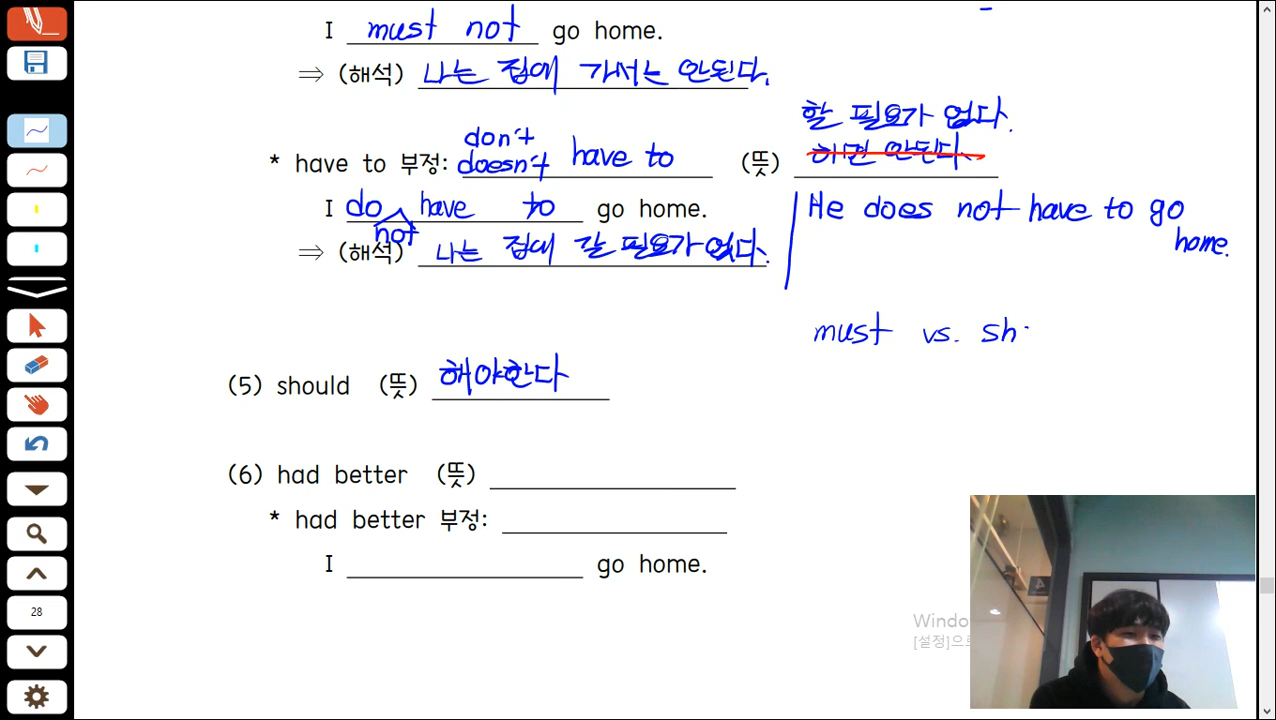 I must not go home.
⇒ (해석) 나는 집에 가서는 안된다.
할 필요가 없다.
don't
* have to 부정: doesn't have to (뜻) 하면 안된다.
I do have to go home.
not
He does not have to go
home.
⇒ (해석) 나는 집에 갈 필요가 없다.
must vs. sh
(5) should (뜻) 해야한다
(6) had better (뜻)
* had better 부정:
I go home.
Windo
[설정]으로
28